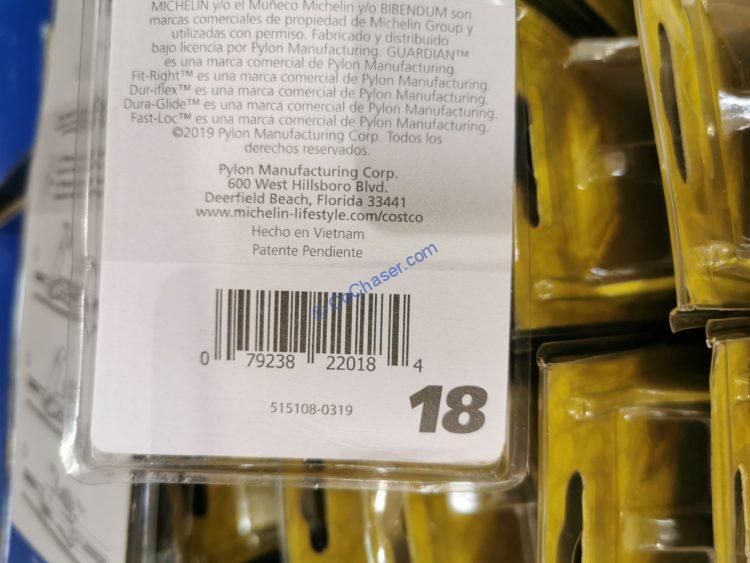 MICHELIN y/o el Muñeco Michelin y/o BIBENDUM son
marcas comerciales de propiedad de Michelin Group y
utilizadas con permiso. Fabricado y distribuido
bajo licencia por Pylon Manufacturing. GUARDIAN™
es una marca comercial de Pylon Manufacturing.
Fit-Right™ es una marca comercial de Pylon Manufacturing.
Dur-iflex™ es una marca comercial de Pylon Manufacturing.
Dura-Glide™ es una marca comercial de Pylon Manufacturing.
Fast-Loc™ es una marca comercial de Pylon Manufacturing.
©2019 Pylon Manufacturing Corp. Todos los
derechos reservados.
Pylon Manufacturing Corp.
600 West Hillsboro Blvd.
Deerfield Beach, Florida 33441
www.michelin-lifestyle.com/costco
Hecho en Vietnam
Patente Pendiente
© CoChaser.com
0 79238 22018 4
515108-0319
18